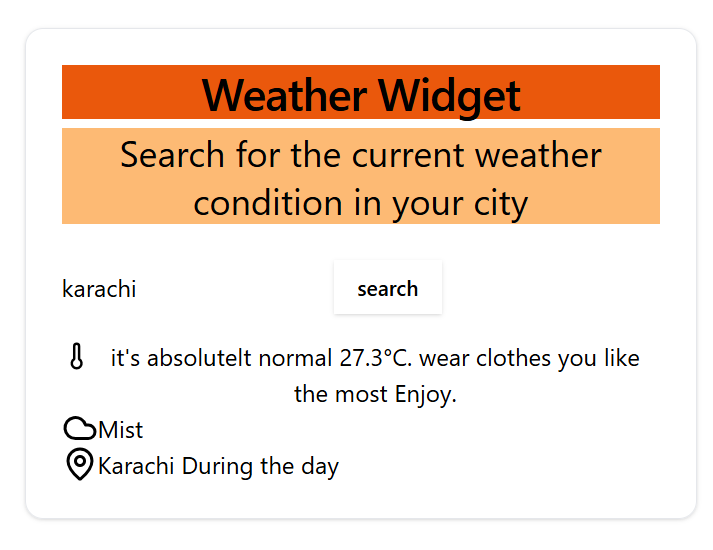 Weather Widget
Search for the current weather
condition in your city
karachi
search
it's absolutelt normal 27.3°C. wear clothes you like
the most Enjoy.
Mist
Karachi During the day